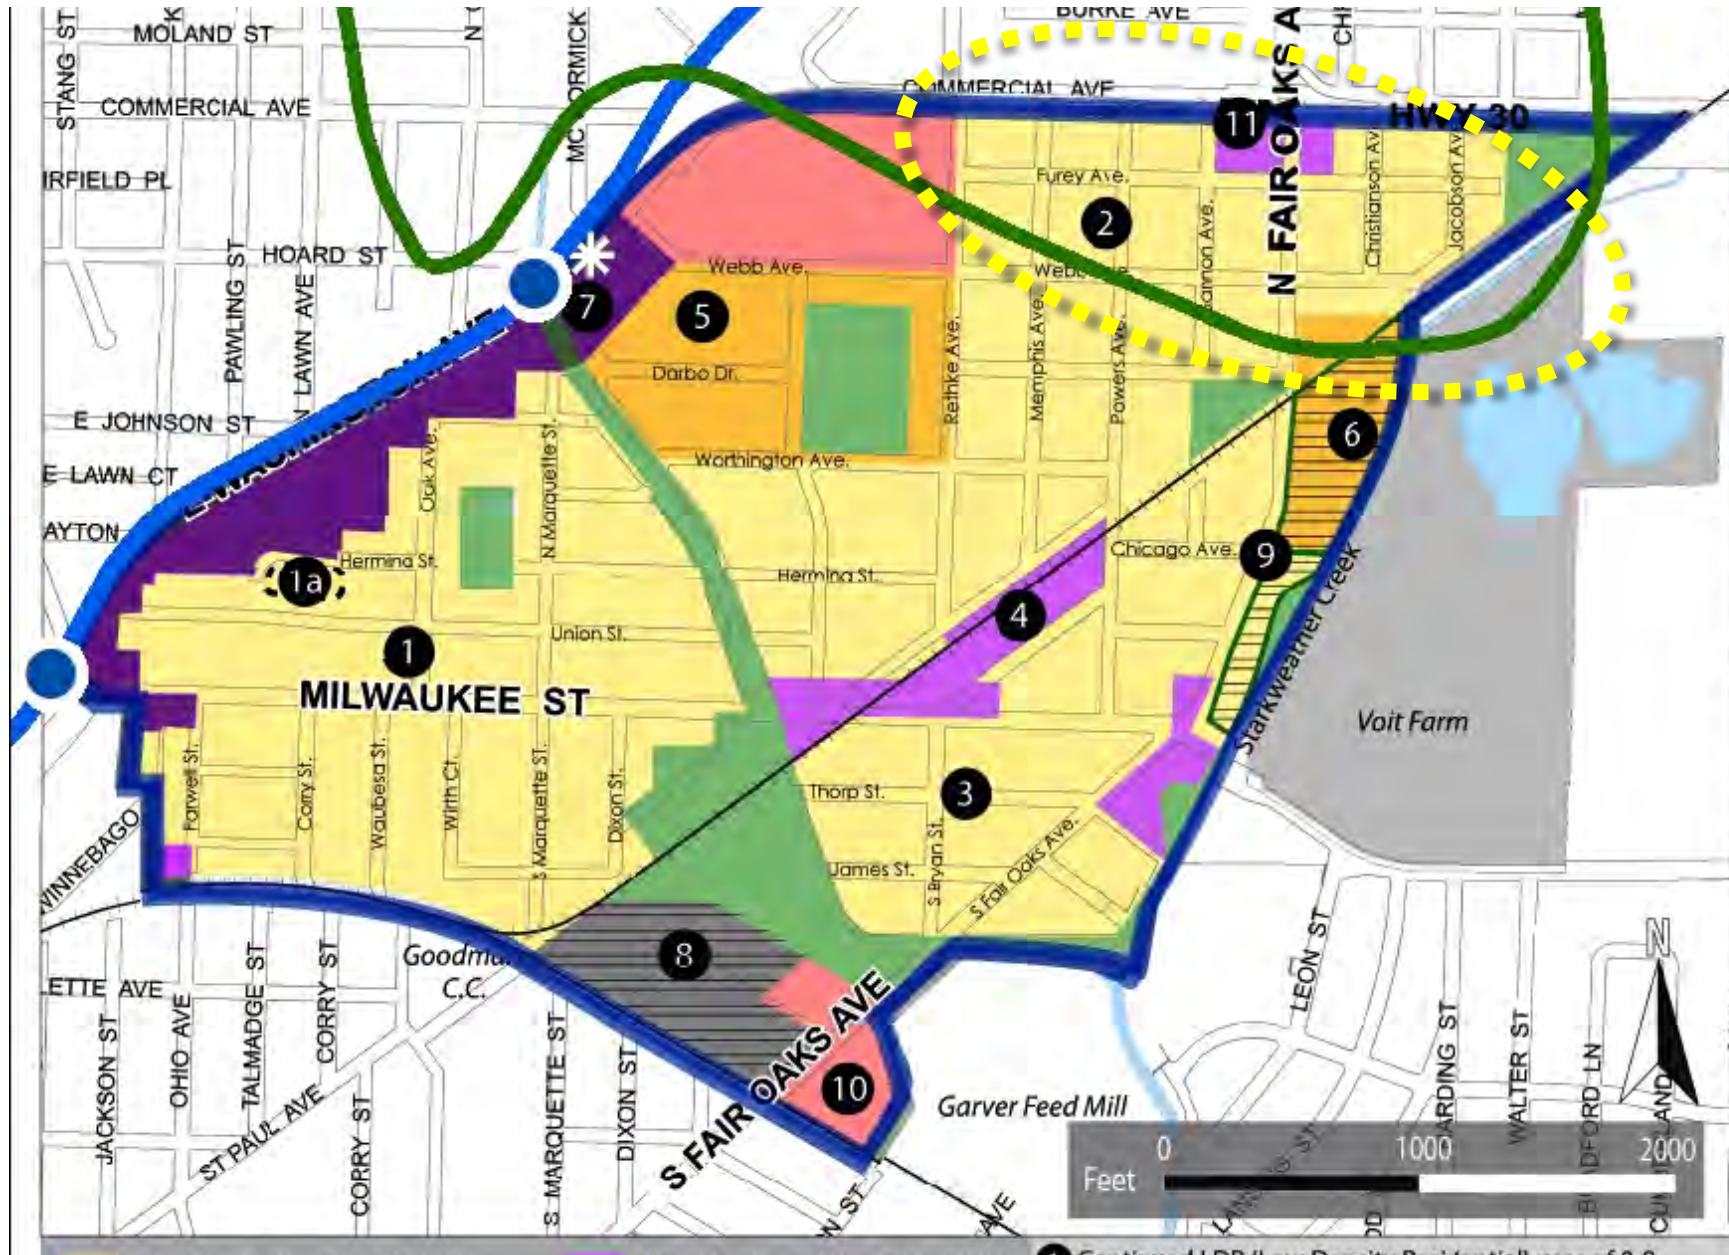 BURKE AVE
MOLAND ST
STANG ST
COMMERCIAL AVE
COMMERCIAL AVE
N FAIR OAKS A
HWY 30
11
IRFIELD PL
Furey Ave.
Christianson Av
Jacobson Av
2
HOARD ST
PAWLING ST
N LAWN AVE
Webb Ave.
7
5
Darbo Dr.
Rethke Ave.
Memphis Ave.
Powers Ave.
E JOHNSON ST
6
E LAWN CT
Oak Ave.
N Marquette St.
Worthington Ave.
AYTON
Hermina St.
Hermina St.
Chicago Ave.
9
1a
4
Starkweather Creek
1
Union St.
MILWAUKEE ST
Voit Farm
Farwell St.
Corry St.
Waubesa St.
Wirth Ct.
S Marquette St.
Dixon St.
Thorp St.
3
S Bryan St.
S Fair Oaks Ave.
James St.
WINNEBAGO
Goodma
C.C.
8
LETTE AVE
JACKSON ST
OHIO AVE
TALMADGE ST
CORRY ST
CORRY ST
ST PAUL AVE
S MARQUETTE ST
DIXON ST
S FAIR OAKS AVE
10
Garver Feed Mill
LEON ST
ARDING ST
WALTER ST
N
0 1000 2000
Feet
AVE